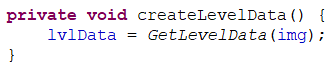 private void createLevelData() {
    lvlData = GetLevelData(img);
}